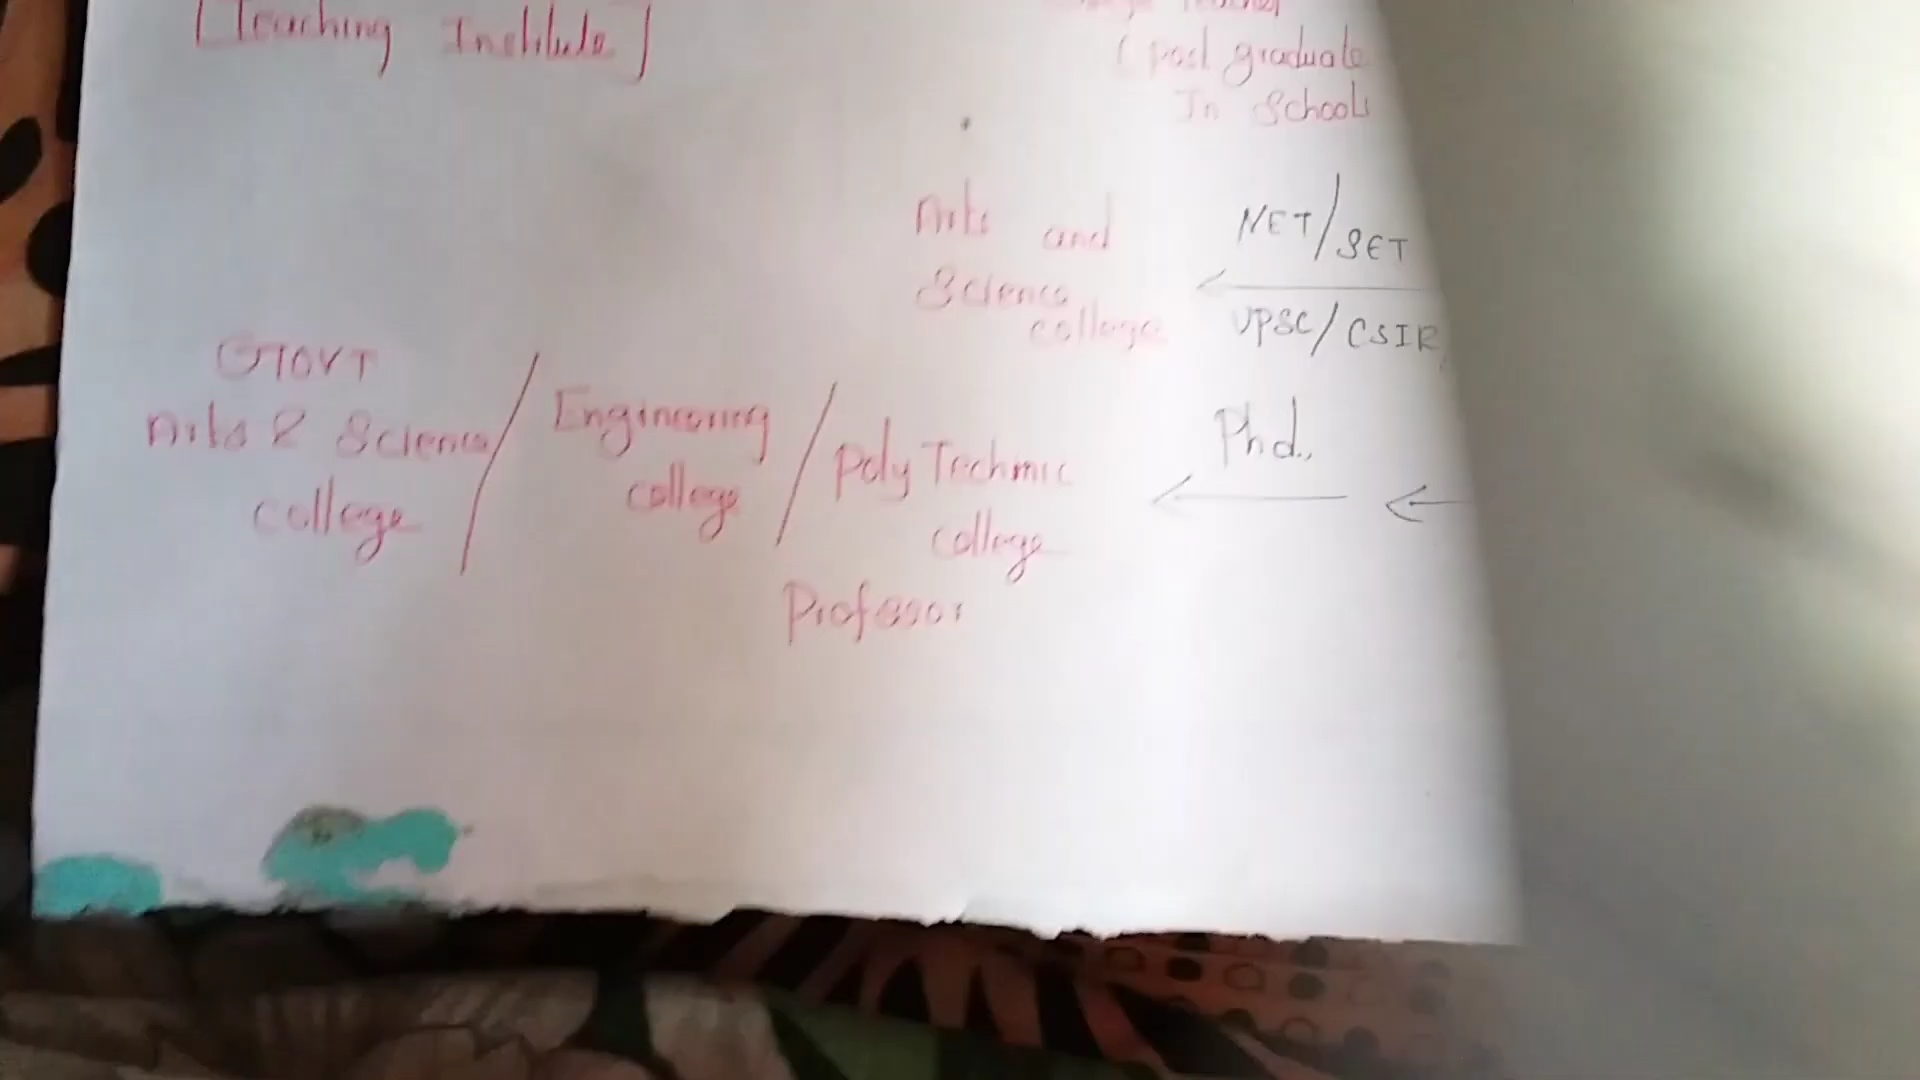 [Teaching Institute]
(post graduate
In Schools
Arts and
Science
college
NET/SET
UPSC/CSIR,
GOVT
Arts & Science
college
/ Engineering
college
/ Poly Technic
college
Professor
Phd.,